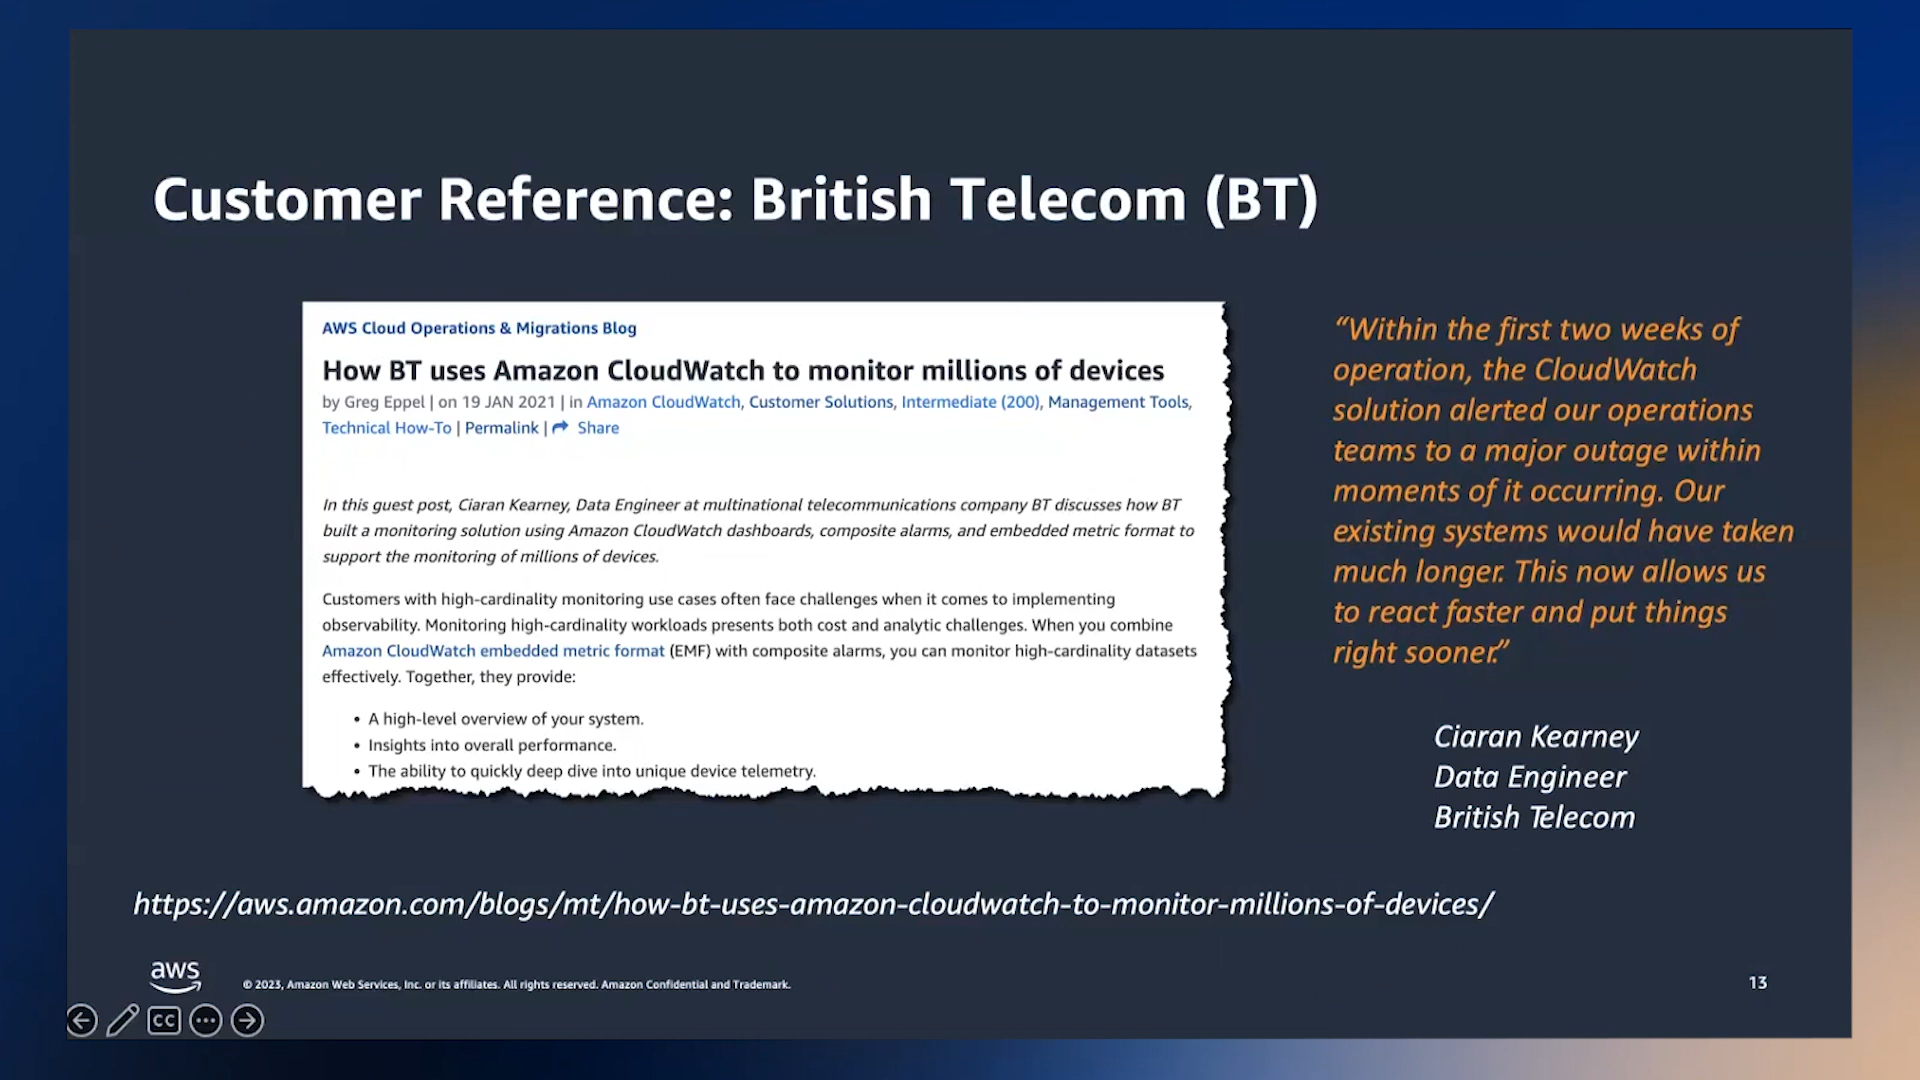 Customer Reference: British Telecom (BT)
AWS Cloud Operations & Migrations Blog
How BT uses Amazon CloudWatch to monitor millions of devices
by Greg Eppel | on 19 JAN 2021 | in Amazon CloudWatch, Customer Solutions, Intermediate (200), Management Tools,
Technical How-To | Permalink | Share
In this guest post, Ciaran Kearney, Data Engineer at multinational telecommunications company BT discusses how BT
built a monitoring solution using Amazon CloudWatch dashboards, composite alarms, and embedded metric format to
support the monitoring of millions of devices.
Customers with high-cardinality monitoring use cases often face challenges when it comes to implementing
observability. Monitoring high-cardinality workloads presents both cost and analytic challenges. When you combine
Amazon CloudWatch embedded metric format (EMF) with composite alarms, you can monitor high-cardinality datasets
effectively. Together, they provide:
• A high-level overview of your system.
• Insights into overall performance.
• The ability to quickly deep dive into unique device telemetry.
“Within the first two weeks of
operation, the CloudWatch
solution alerted our operations
teams to a major outage within
moments of it occurring. Our
existing systems would have taken
much longer. This now allows us
to react faster and put things
right sooner.”
Ciaran Kearney
Data Engineer
British Telecom
https://aws.amazon.com/blogs/mt/how-bt-uses-amazon-cloudwatch-to-monitor-millions-of-devices/
aws
© 2023, Amazon Web Services, Inc. or its affiliates. All rights reserved. Amazon Confidential and Trademark.
13
CC